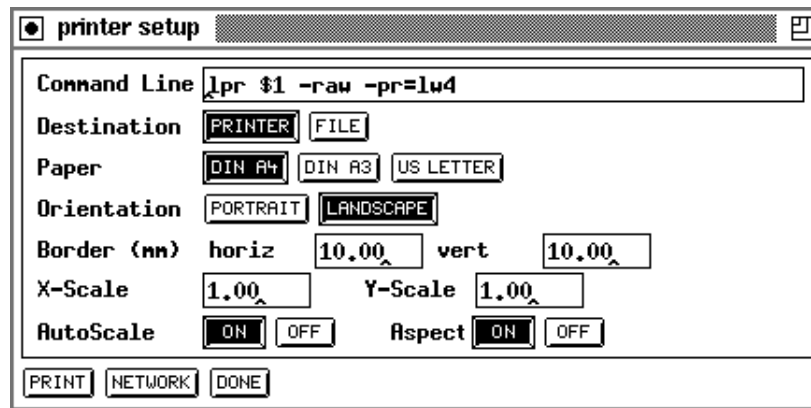 printer setup
Command Line lpr $1 -raw -pr=lw4
Destination PRINTER FILE
Paper DIN A4 DIN A3 US LETTER
Orientation PORTRAIT LANDSCAPE
Border (mm) horiz 10.00 vert 10.00
X-Scale 1.00 Y-Scale 1.00
AutoScale ON OFF Aspect ON OFF
PRINT NETWORK DONE